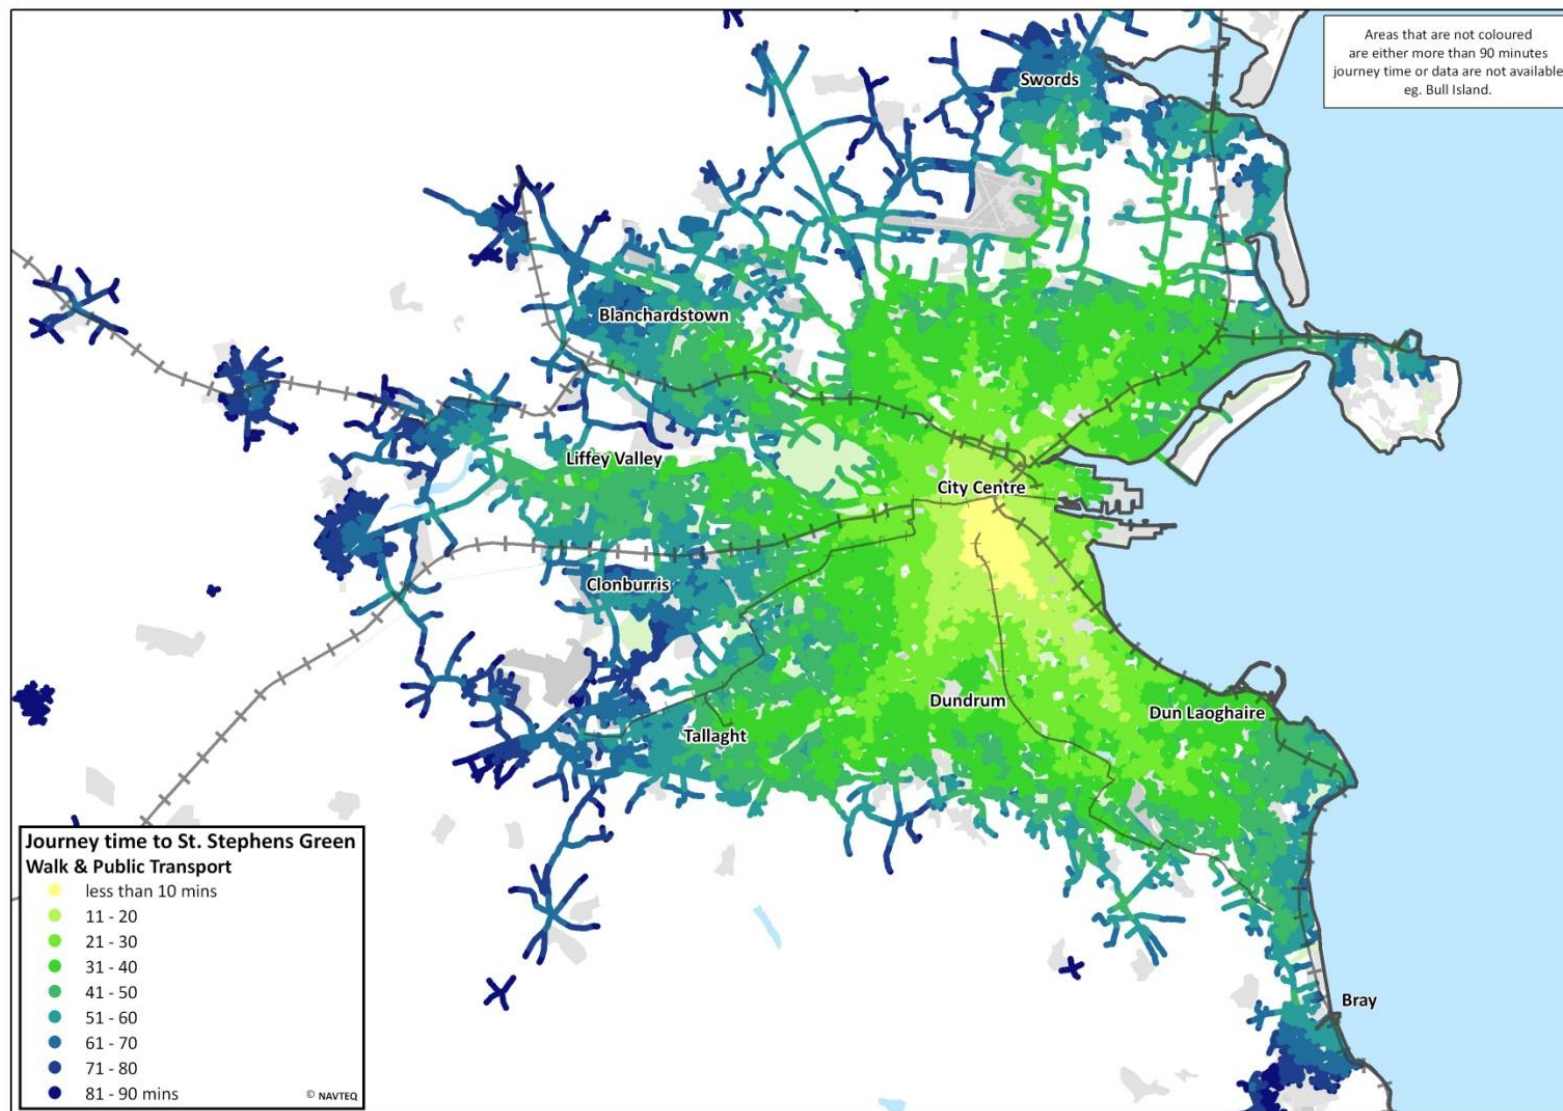 Areas that are not coloured
are either more than 90 minutes
journey time or data are not available
eg. Bull Island.
Swords
Blanchardstown
Liffey Valley
City Centre
Clonburris
Dundrum
Dun Laoghaire
Tallaght
Bray
Journey time to St. Stephens Green
Walk & Public Transport
less than 10 mins
11 - 20
21 - 30
31 - 40
41 - 50
51 - 60
61 - 70
71 - 80
81 - 90 mins
© NAVTEQ